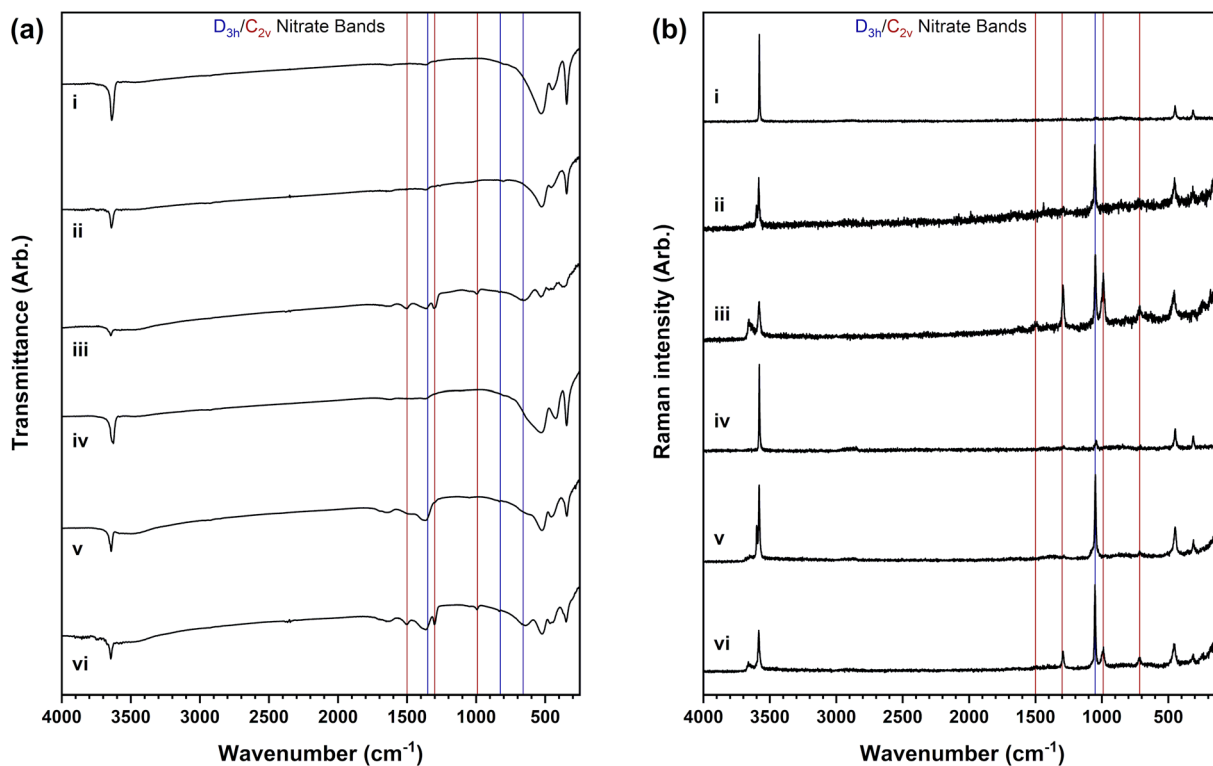 (a)
D3h/C2v Nitrate Bands
i
ii
iii
iv
v
vi
Transmittance (Arb.)
4000 3500 3000 2500 2000 1500 1000 500
Wavenumber (cm-1)
(b)
D3h/C2v Nitrate Bands
i
ii
iii
iv
v
vi
Raman intensity (Arb.)
4000 3500 3000 2500 2000 1500 1000 500
Wavenumber (cm-1)